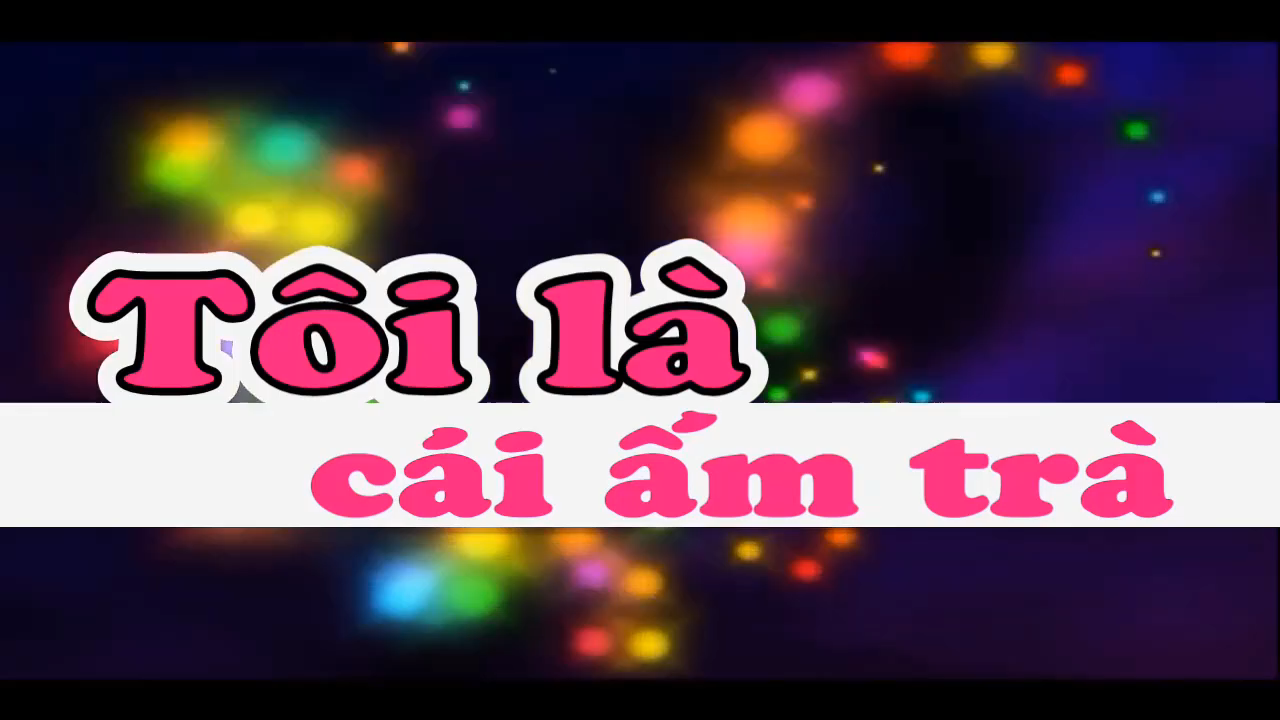 Tôi là
cái ấm trà